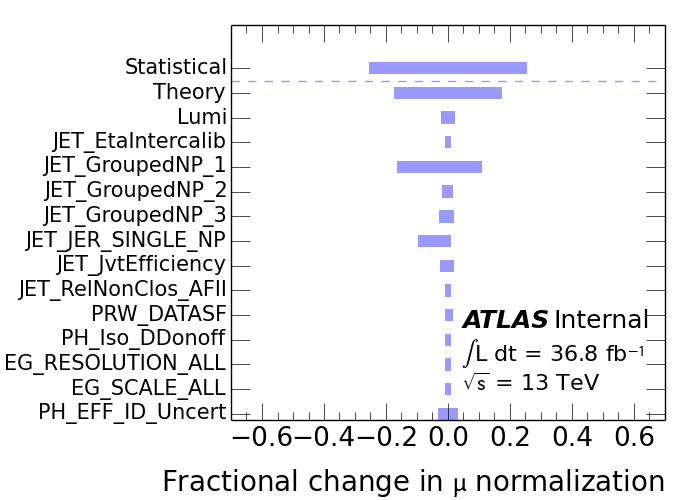 Statistical
Theory
Lumi
JET_EtaIntercalib
JET_GroupedNP_1
JET_GroupedNP_2
JET_GroupedNP_3
JET_JER_SINGLE_NP
JET_JvtEfficiency
JET_RelNonClos_AFII
PRW_DATASF
ATLAS Internal
PH_Iso_DDonoff
∫L dt = 36.8 fb⁻¹
EG_RESOLUTION_ALL
√s = 13 TeV
EG_SCALE_ALL
PH_EFF_ID_Uncert
−0.6 −0.4 −0.2 0.0 0.2 0.4 0.6
Fractional change in μ normalization